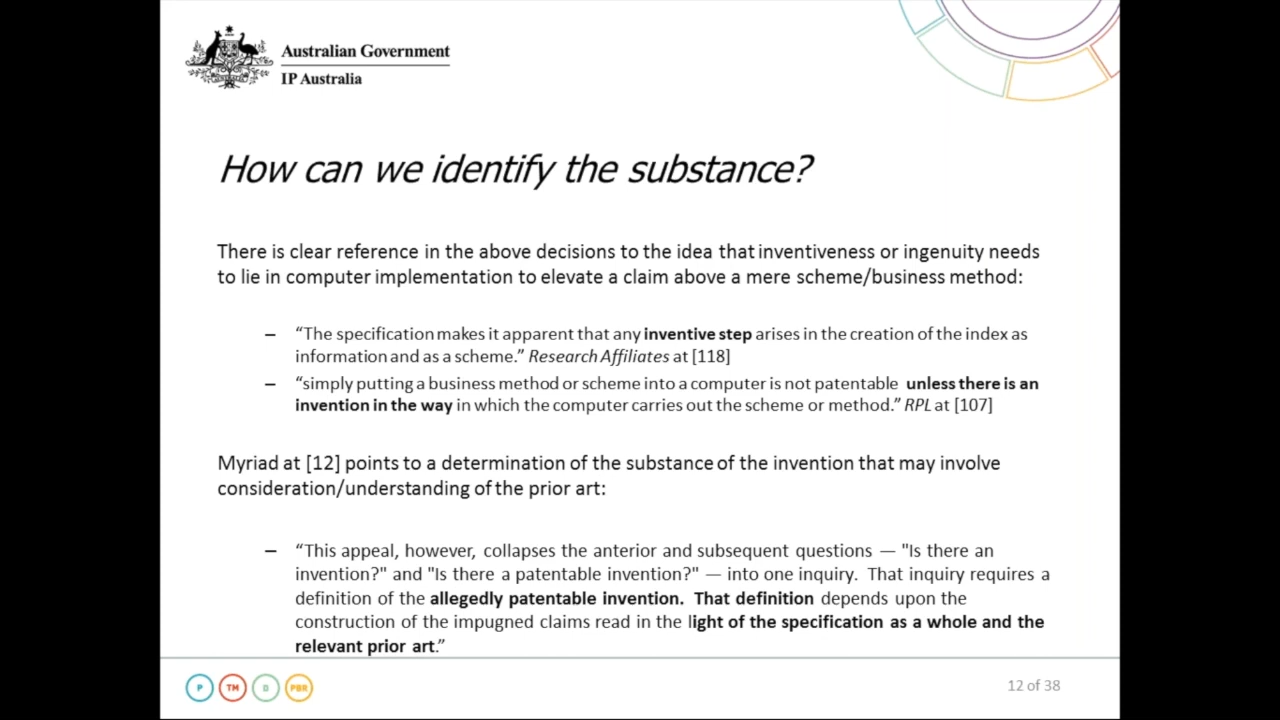 Australian Government
IP Australia
How can we identify the substance?
There is clear reference in the above decisions to the idea that inventiveness or ingenuity needs
to lie in computer implementation to elevate a claim above a mere scheme/business method:
– “The specification makes it apparent that any inventive step arises in the creation of the index as
information and as a scheme.” Research Affiliates at [118]
– “simply putting a business method or scheme into a computer is not patentable unless there is an
invention in the way in which the computer carries out the scheme or method.” RPL at [107]
Myriad at [12] points to a determination of the substance of the invention that may involve
consideration/understanding of the prior art:
– “This appeal, however, collapses the anterior and subsequent questions — "Is there an
invention?" and "Is there a patentable invention?" — into one inquiry. That inquiry requires a
definition of the allegedly patentable invention. That definition depends upon the
construction of the impugned claims read in the light of the specification as a whole and the
relevant prior art.”
P TM D PBR
12 of 38